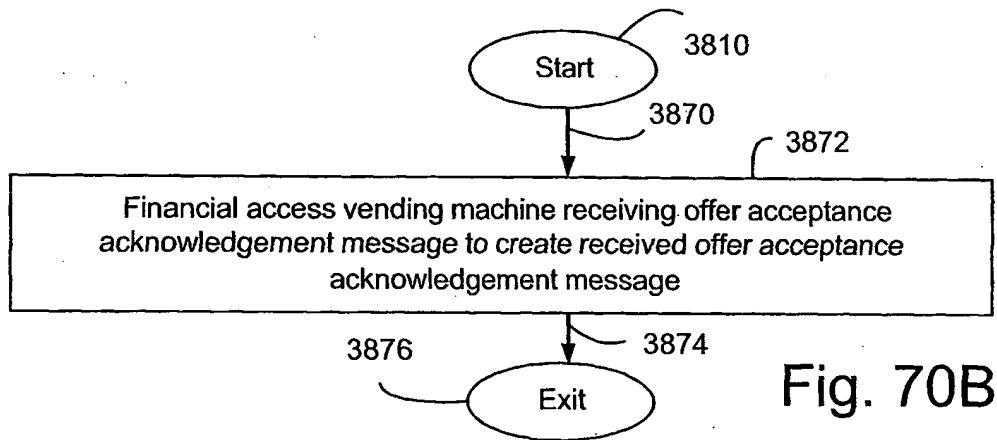 3810
Start
3870
3872
Financial access vending machine receiving offer acceptance
acknowledgement message to create received offer acceptance
acknowledgement message
3876
3874
Exit
Fig. 70B